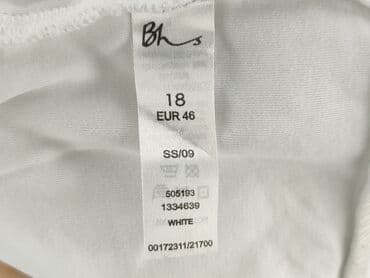 Bhs
18
EUR 46
SS/09
505193
1334639
WHITE
00172311/21700